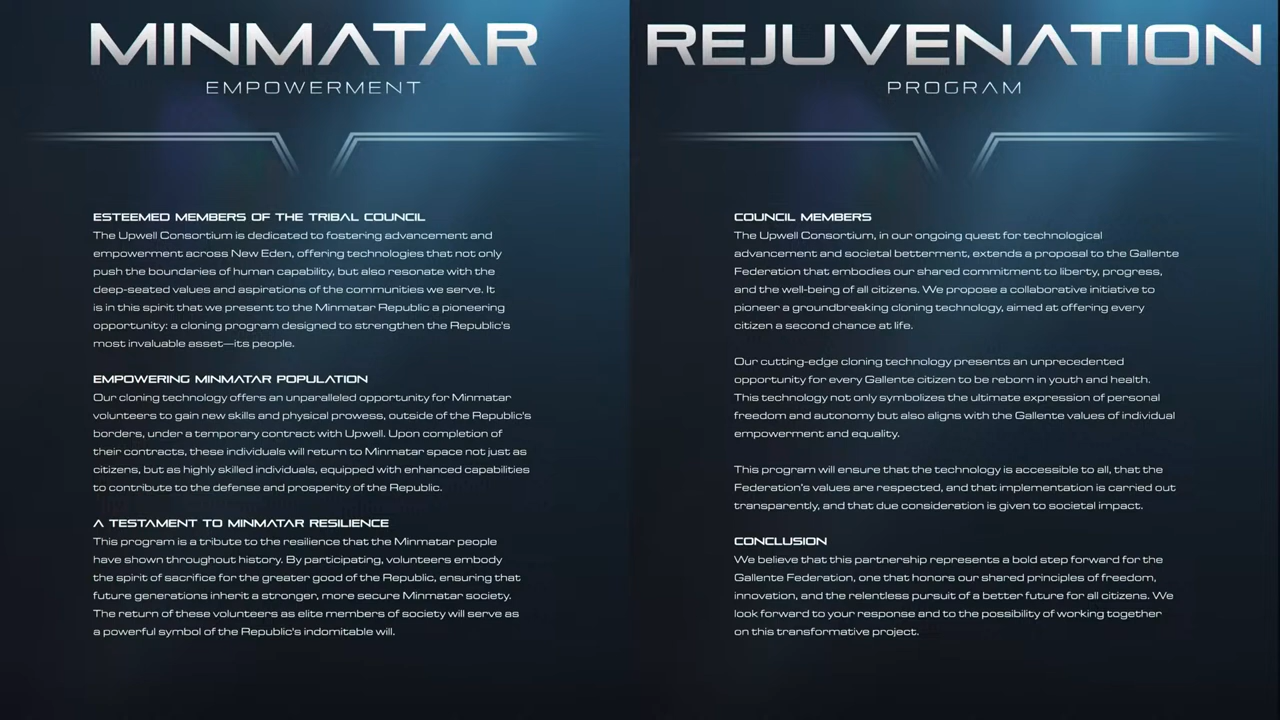 MINMATAR
EMPOWERMENT
ESTEEMED MEMBERS OF THE TRIBAL COUNCIL
The Upwell Consortium is dedicated to fostering advancement and
empowerment across New Eden, offering technologies that not only
push the boundaries of human capability, but also resonate with the
deep-seated values and aspirations of the communities we serve. It
is in this spirit that we present to the Minmatar Republic a pioneering
opportunity: a cloning program designed to strengthen the Republic's
most invaluable asset—its people.
EMPOWERING MINMATAR POPULATION
Our cloning technology offers an unparalleled opportunity for Minmatar
volunteers to gain new skills and physical prowess, outside of the Republic's
borders, under a temporary contract with Upwell. Upon completion of
their contracts, these individuals will return to Minmatar space not just as
citizens, but as highly skilled individuals, equipped with enhanced capabilities
to contribute to the defense and prosperity of the Republic.
A TESTAMENT TO MINMATAR RESILIENCE
This program is a tribute to the resilience that the Minmatar people
have shown throughout history. By participating, volunteers embody
the spirit of sacrifice for the greater good of the Republic, ensuring that
future generations inherit a stronger, more secure Minmatar society.
The return of these volunteers as elite members of society will serve as
a powerful symbol of the Republic's indomitable will.
REJUVENATION
PROGRAM
COUNCIL MEMBERS
The Upwell Consortium, in our ongoing quest for technological
advancement and societal betterment, extends a proposal to the Gallente
Federation that embodies our shared commitment to liberty, progress,
and the well-being of all citizens. We propose a collaborative initiative to
pioneer a groundbreaking cloning technology, aimed at offering every
citizen a second chance at life.
Our cutting-edge cloning technology presents an unprecedented
opportunity for every Gallente citizen to be reborn in youth and health.
This technology not only symbolizes the ultimate expression of personal
freedom and autonomy but also aligns with the Gallente values of individual
empowerment and equality.
This program will ensure that the technology is accessible to all, that the
Federation's values are respected, and that implementation is carried out
transparently, and that due consideration is given to societal impact.
CONCLUSION
We believe that this partnership represents a bold step forward for the
Gallente Federation, one that honors our shared principles of freedom,
innovation, and the relentless pursuit of a better future for all citizens. We
look forward to your response and to the possibility of working together
on this transformative project.